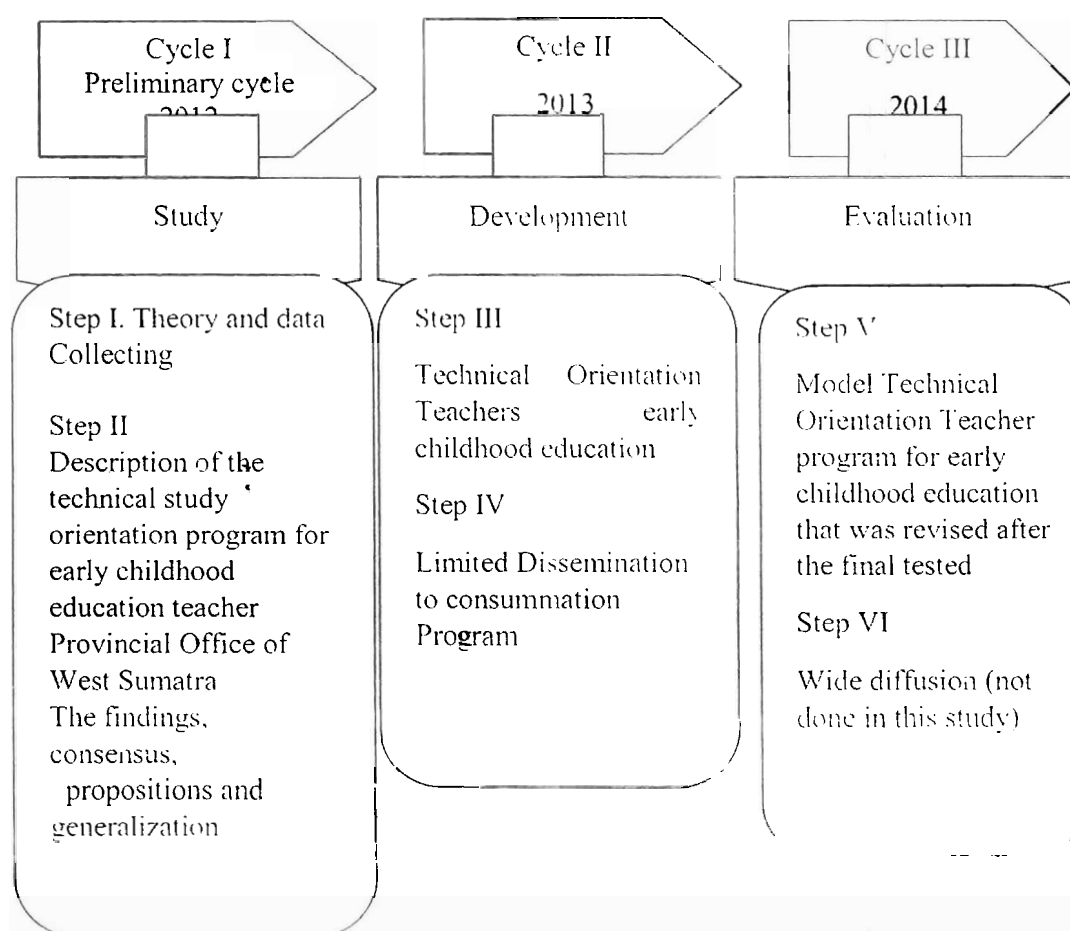 Cycle I
Preliminary cycle
2012
Study
Step I. Theory and data
Collecting
Step II
Description of the
technical study
orientation program for
early childhood
education teacher
Provincial Office of
West Sumatra
The findings,
consensus,
propositions and
generalization
Cycle II
2013
Development
Step III
Technical Orientation
Teachers early
childhood education
Step IV
Limited Dissemination
to consummation
Program
Cycle III
2014
Evaluation
Step V
Model Technical
Orientation Teacher
program for early
childhood education
that was revised after
the final tested
Step VI
Wide diffusion (not
done in this study)